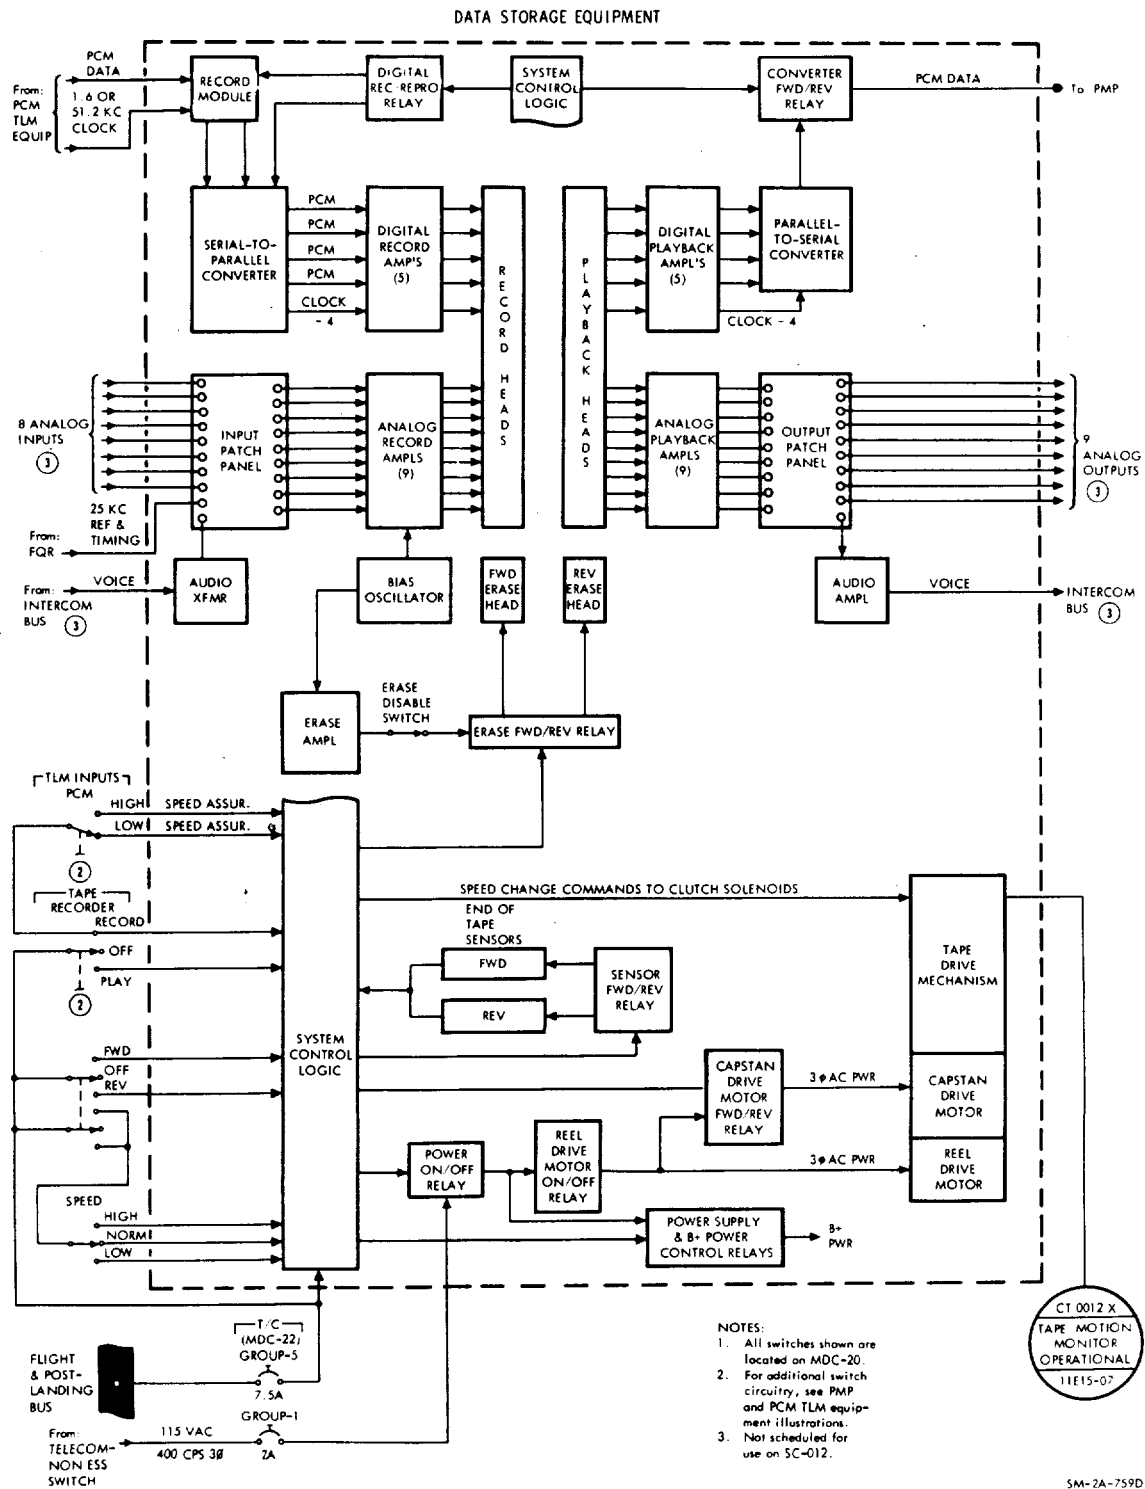 DATA STORAGE EQUIPMENT
From:
PCM
TLM
EQUIP
PCM
DATA
1.6 OR
51.2 KC
CLOCK
RECORD
MODULE
DIGITAL
REC-REPRO
RELAY
SYSTEM
CONTROL
LOGIC
CONVERTER
FWD/REV
RELAY
PCM DATA
To PMP
SERIAL-TO-
PARALLEL
CONVERTER
PCM
PCM
PCM
PCM
CLOCK
- 4
DIGITAL
RECORD
AMP'S
(5)
RECORD HEADS
PLAYBACK HEADS
DIGITAL
PLAYBACK
AMPL'S
(5)
CLOCK - 4
PARALLEL-
TO-SERIAL
CONVERTER
8 ANALOG
INPUTS
3
INPUT
PATCH
PANEL
ANALOG
RECORD
AMPLS
(9)
ANALOG
PLAYBACK
AMPLS
(9)
OUTPUT
PATCH
PANEL
9
ANALOG
OUTPUTS
3
25 KC
REF &
TIMING
From:
FQR
From:
INTERCOM
BUS 3
VOICE
AUDIO
XFMR
BIAS
OSCILLATOR
FWD
ERASE
HEAD
REV
ERASE
HEAD
AUDIO
AMPL
VOICE
INTERCOM
BUS 3
ERASE
AMPL
ERASE
DISABLE
SWITCH
ERASE FWD/REV RELAY
TLM INPUTS
PCM
HIGH SPEED ASSUR.
LOW SPEED ASSUR.
2
TAPE
RECORDER
RECORD
OFF
PLAY
2
FWD
OFF
REV
SPEED
HIGH
NORM
LOW
SYSTEM
CONTROL
LOGIC
SPEED CHANGE COMMANDS TO CLUTCH SOLENOIDS
END OF
TAPE
SENSORS
FWD
REV
SENSOR
FWD/REV
RELAY
TAPE
DRIVE
MECHANISM
CAPSTAN
DRIVE
MOTOR
FWD/REV
RELAY
3ø AC PWR
CAPSTAN
DRIVE
MOTOR
POWER
ON/OFF
RELAY
REEL
DRIVE
MOTOR
ON/OFF
RELAY
3ø AC PWR
REEL
DRIVE
MOTOR
POWER SUPPLY
& B+ POWER
CONTROL RELAYS
B+
PWR
CT 0012 X
TAPE MOTION
MONITOR
OPERATIONAL
11E15-07
FLIGHT
& POST-
LANDING
BUS
T/C
(MDC-22)
GROUP-5
7.5A
From:
TELECOM-
NON ESS
SWITCH
115 VAC
400 CPS 3ø
GROUP-1
2A
NOTES:
1. All switches shown are
located on MDC-20.
2. For additional switch
circuitry, see PMP
and PCM TLM equip-
ment illustrations.
3. Not scheduled for
use on SC-012.
SM-2A-759D